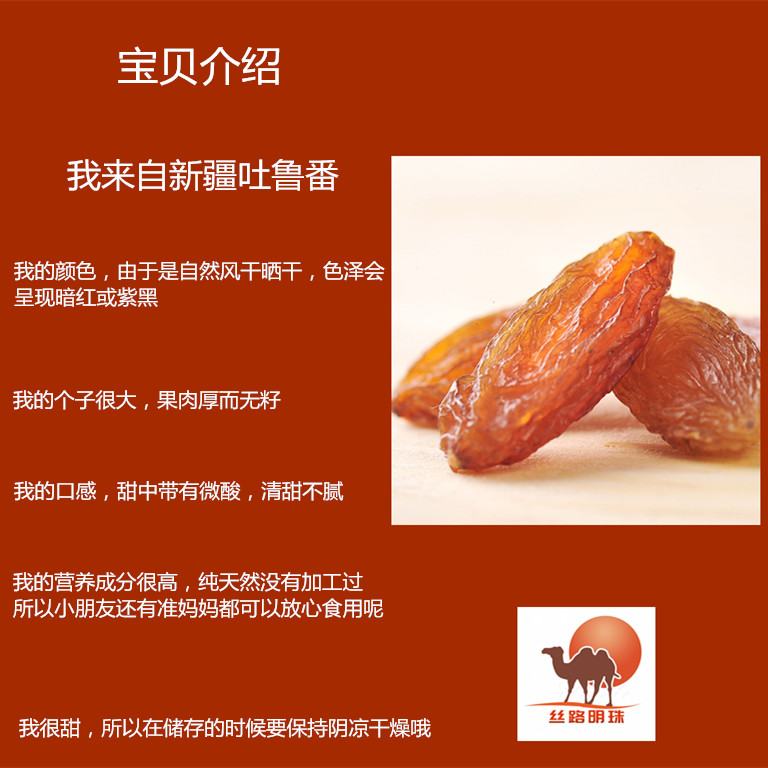 宝贝介绍
我来自新疆吐鲁番
我的颜色，由于是自然风干晒干，色泽会
呈现暗红或紫黑
我的个子很大，果肉厚而无籽
我的口感，甜中带有微酸，清甜不腻
我的营养成分很高，纯天然没有加工过
所以小朋友还有准妈妈都可以放心食用呢
我很甜，所以在储存的时候要保持阴凉干燥哦
丝路明珠